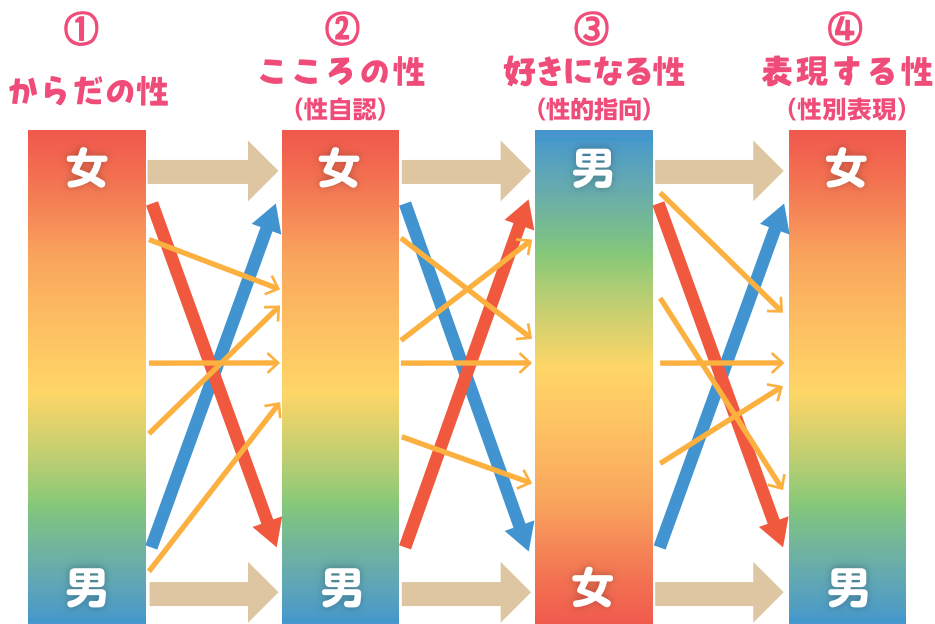 ①
からだの性
女
男
②
こころの性
(性自認)
女
男
③
好きになる性
(性的指向)
男
女
④
表現する性
(性別表現)
女
男